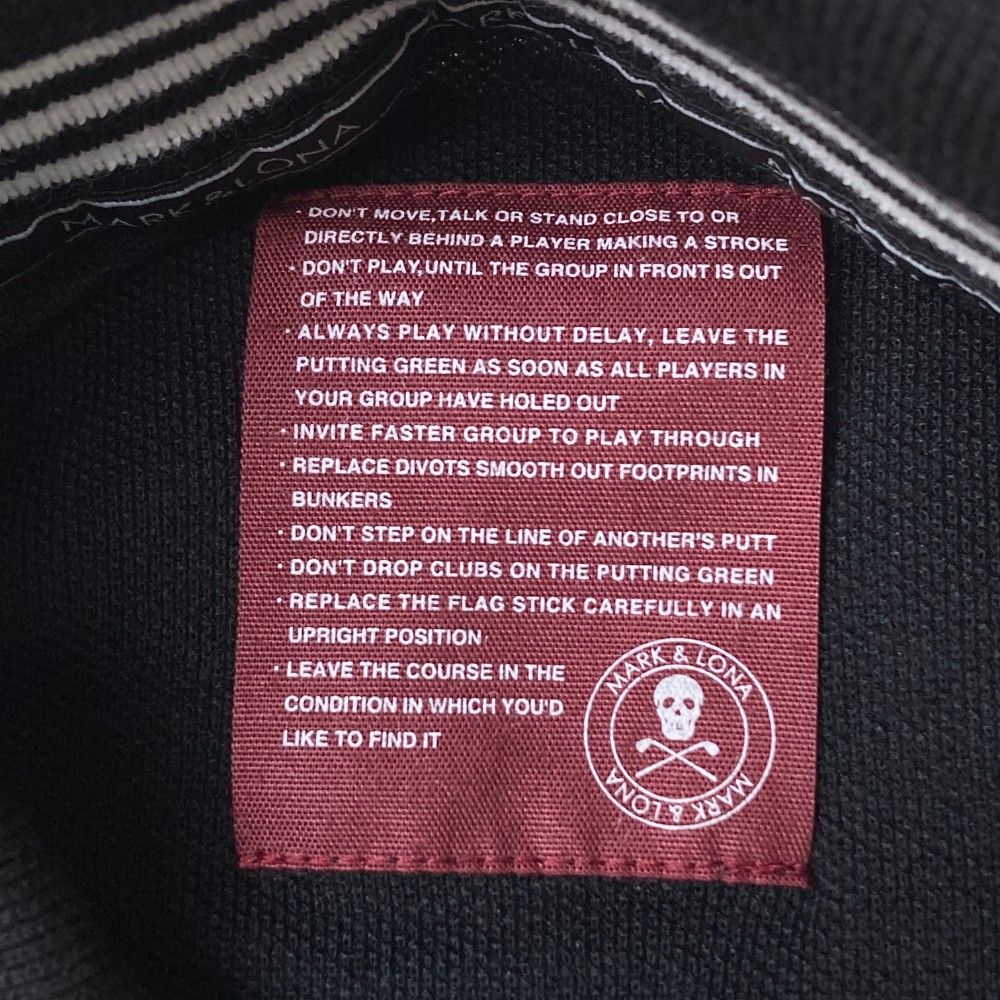 MARK
MARK & LONA
· DON'T MOVE,TALK OR STAND CLOSE TO OR
DIRECTLY BEHIND A PLAYER MAKING A STROKE
· DON'T PLAY,UNTIL THE GROUP IN FRONT IS OUT
OF THE WAY
· ALWAYS PLAY WITHOUT DELAY, LEAVE THE
PUTTING GREEN AS SOON AS ALL PLAYERS IN
YOUR GROUP HAVE HOLED OUT
· INVITE FASTER GROUP TO PLAY THROUGH
· REPLACE DIVOTS SMOOTH OUT FOOTPRINTS IN
BUNKERS
· DON'T STEP ON THE LINE OF ANOTHER'S PUTT
· DON'T DROP CLUBS ON THE PUTTING GREEN
· REPLACE THE FLAG STICK CAREFULLY IN AN
UPRIGHT POSITION
· LEAVE THE COURSE IN THE
CONDITION IN WHICH YOU'D
LIKE TO FIND IT
MARK & LONA
MARK & LONA